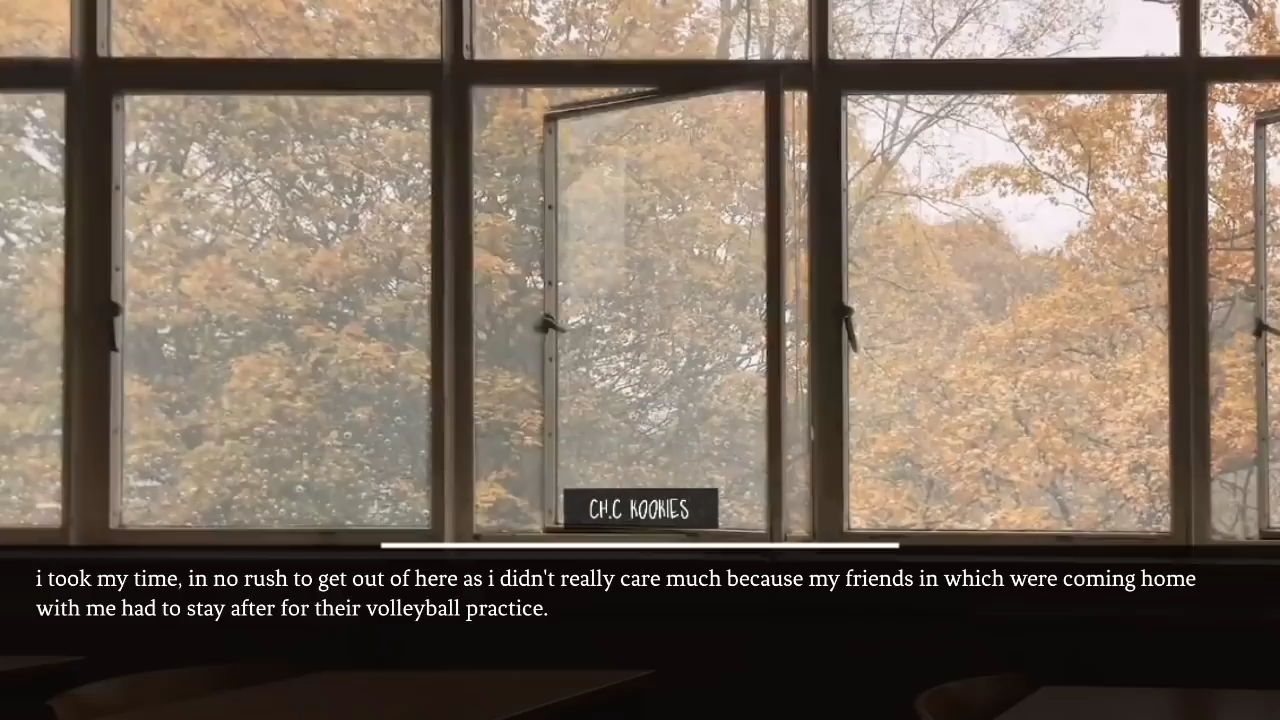 CH.C KOOKIES
i took my time, in no rush to get out of here as i didn't really care much because my friends in which were coming home
with me had to stay after for their volleyball practice.